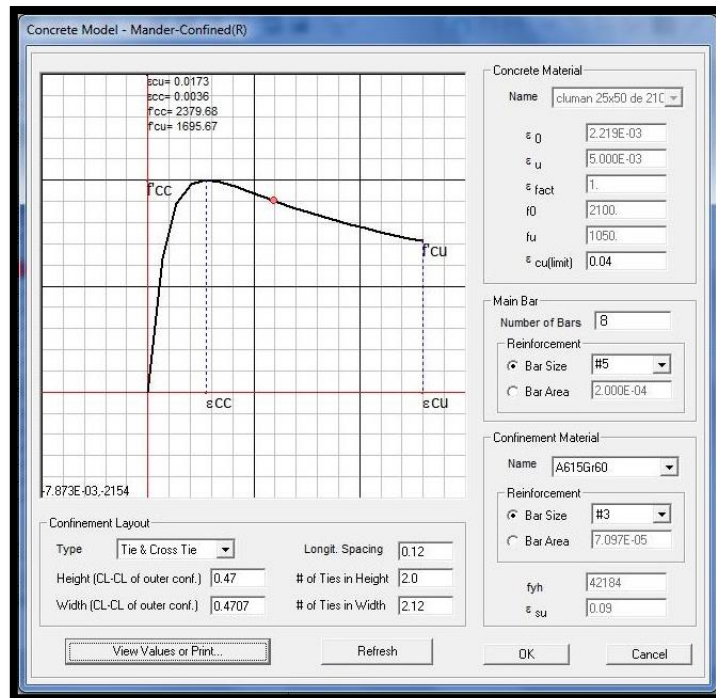 Concrete Model - Mander-Confined(R)
εcu= 0.0173
εcc= 0.0036
f'cc= 2379.68
f'cu= 1695.67
f'cc
f'cu
εcc
εcu
-7.873E-03,-2154
Concrete Material
Name cluman 25x50 de 210
ε 0 2.219E-03
ε u 5.000E-03
ε fact 1.
f0 2100.
fu 1050.
ε cu(limit) 0.04
Main Bar
Number of Bars 8
Reinforcement
Bar Size #5
Bar Area 2.000E-04
Confinement Material
Name A615Gr60
Reinforcement
Bar Size #3
Bar Area 7.097E-05
fyh 42184
ε su 0.09
Confinement Layout
Type Tie & Cross Tie Longit. Spacing 0.12
Height (CL-CL of outer conf.) 0.47 # of Ties in Height 2.0
Width (CL-CL of outer conf.) 0.4707 # of Ties in Width 2.12
View Values or Print... Refresh OK Cancel